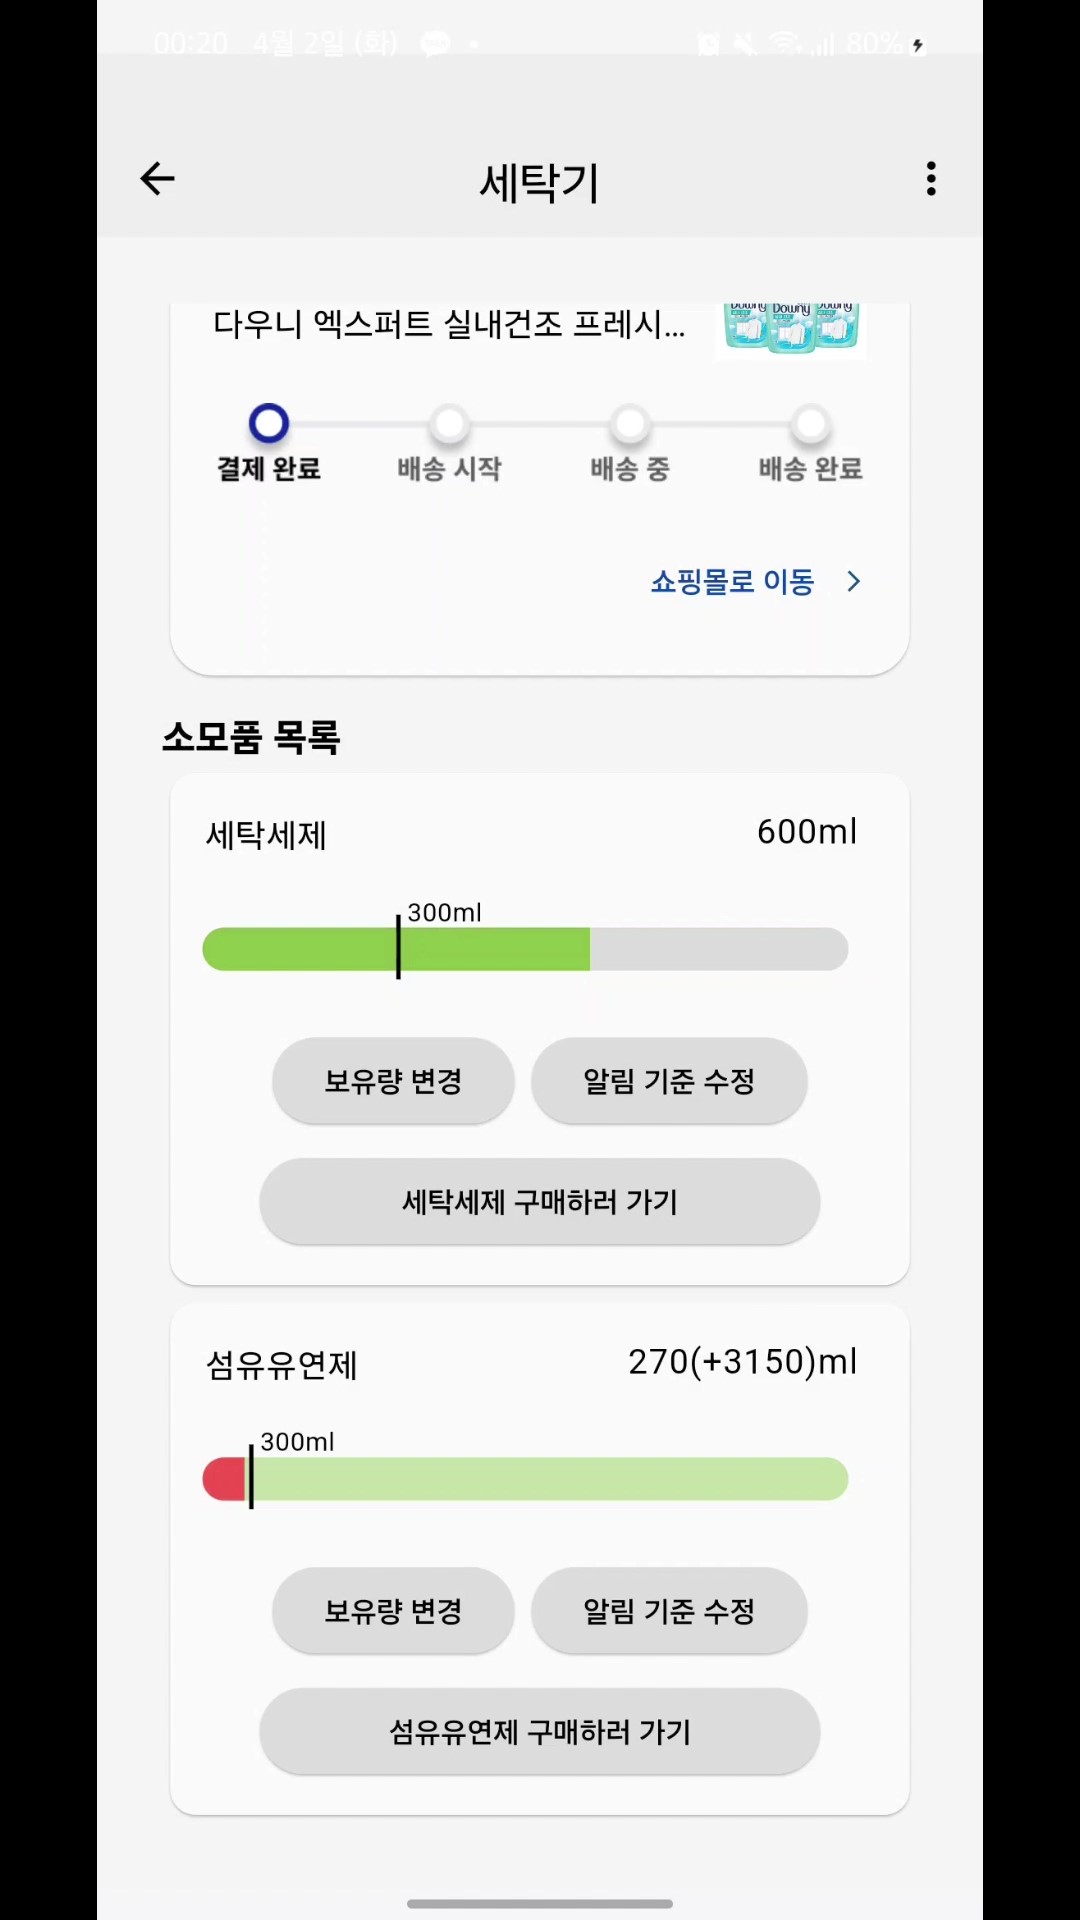 00:20 4월 2일 (화) 80%
세탁기
다우니 엑스퍼트 실내건조 프레시...
Downy Downy Downy
결제 완료 배송 시작 배송 중 배송 완료
쇼핑몰로 이동
소모품 목록
세탁세제 600ml
300ml
보유량 변경 알림 기준 수정
세탁세제 구매하러 가기
섬유유연제 270(+3150)ml
300ml
보유량 변경 알림 기준 수정
섬유유연제 구매하러 가기